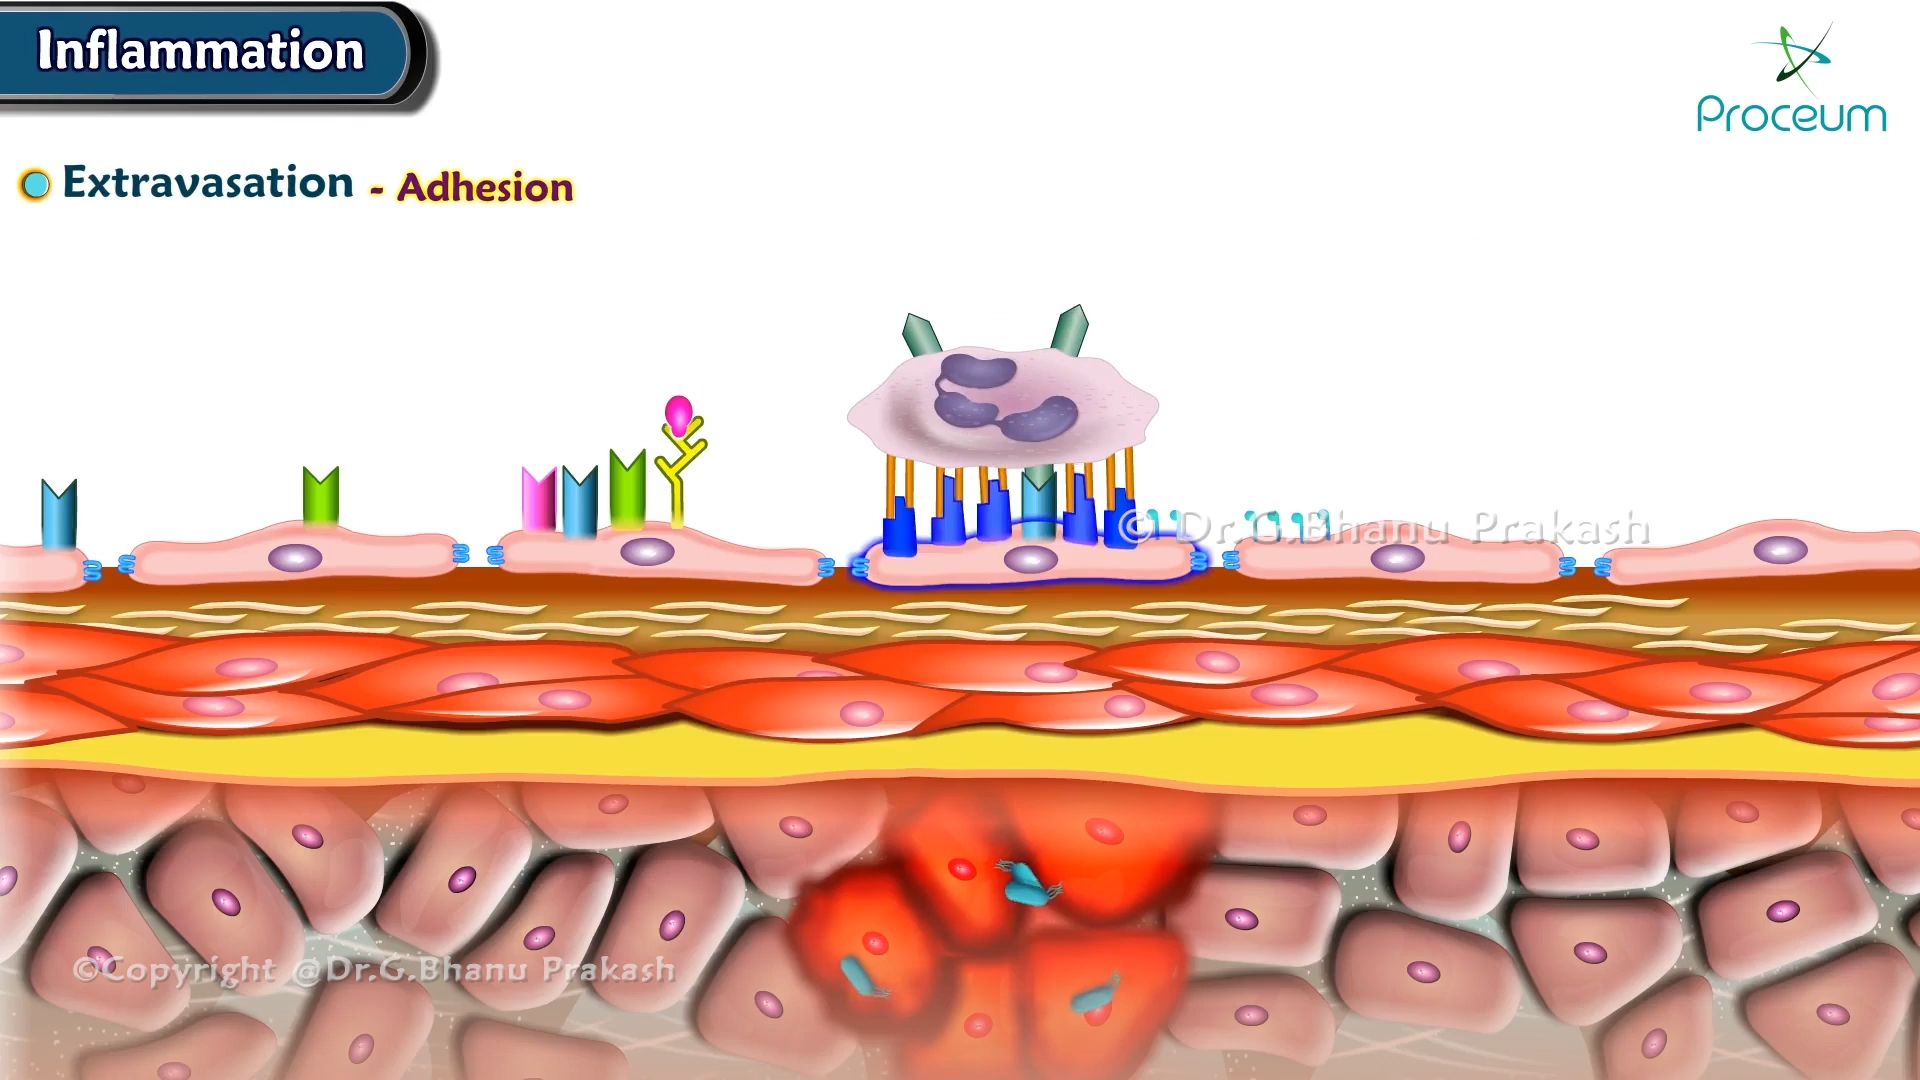 Inflammation
Proceum
Extravasation - Adhesion
© Dr.G.Bhanu Prakash
©Copyright @Dr.G.Bhanu Prakash